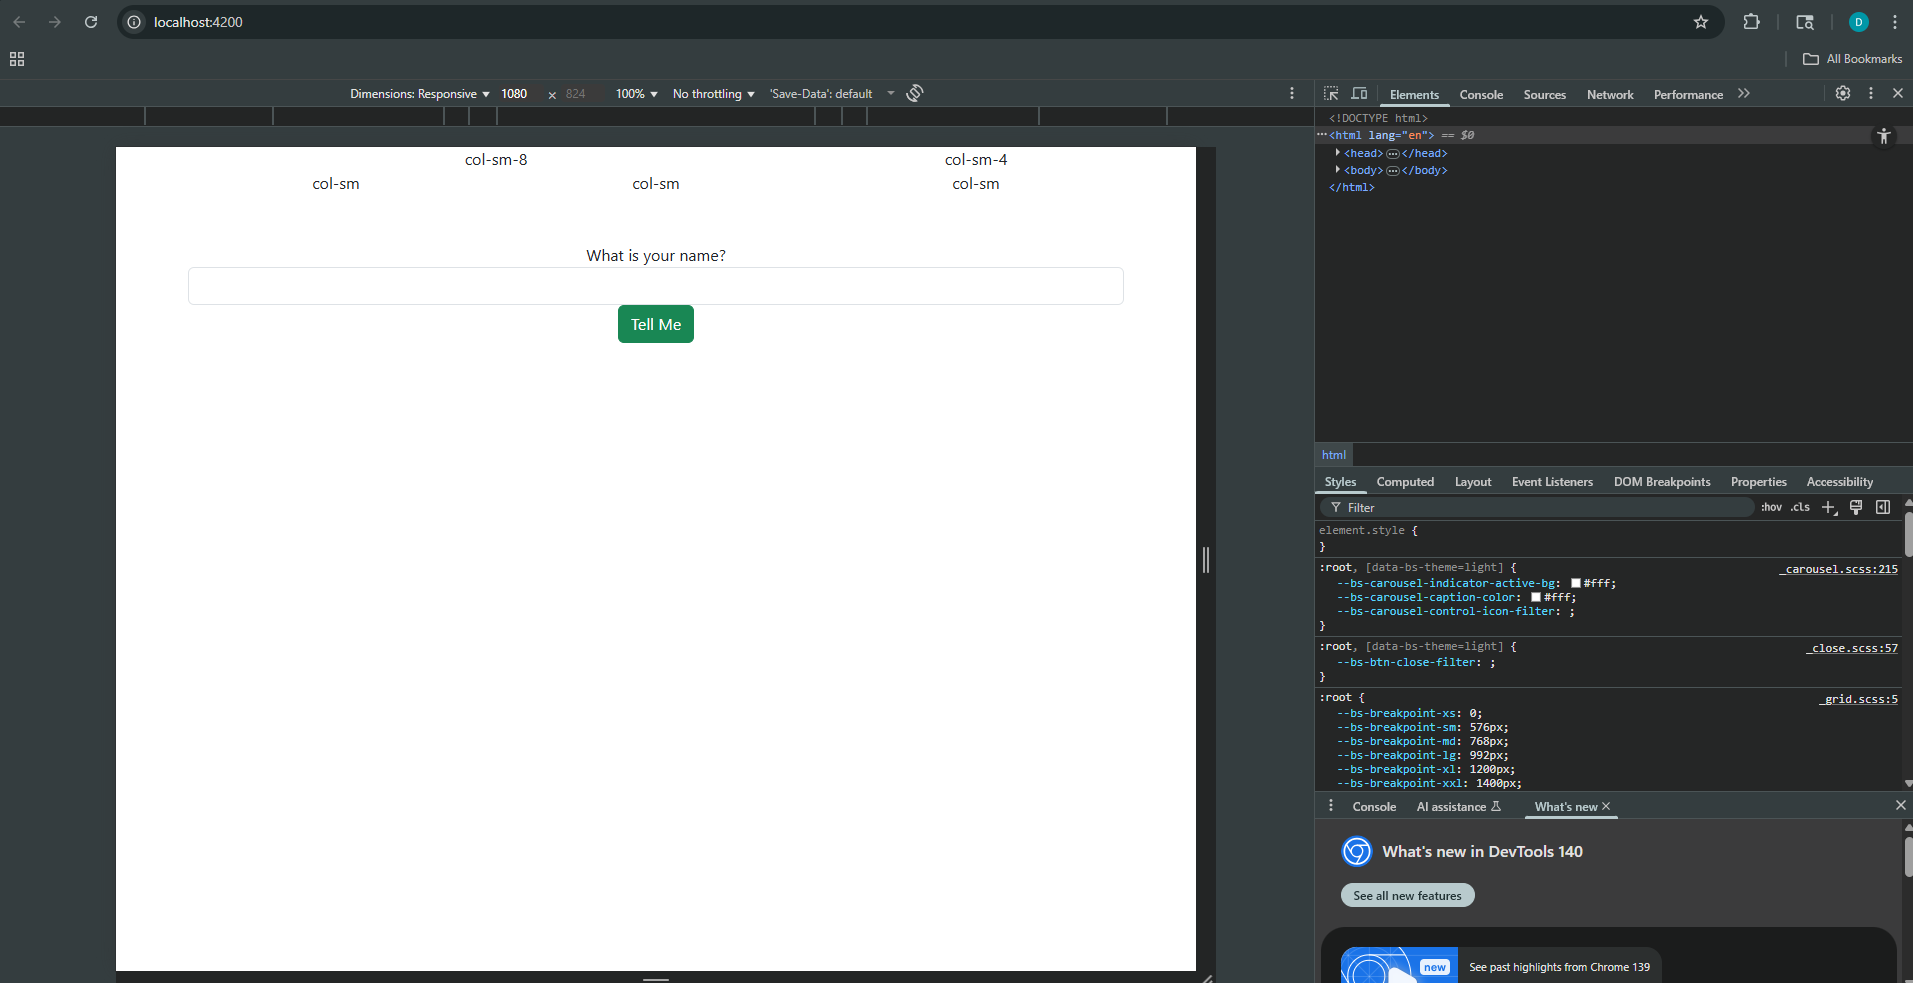 localhost:4200
D
All Bookmarks
Dimensions: Responsive 1080 × 824 100% No throttling 'Save-Data': default
Elements Console Sources Network Performance
<!DOCTYPE html>
<html lang="en"> == $0
<head> </head>
<body> </body>
</html>
col-sm-8 col-sm-4
col-sm col-sm col-sm
What is your name?
Tell Me
html
Styles Computed Layout Event Listeners DOM Breakpoints Properties Accessibility
Filter :hov .cls
element.style {
}
:root, [data-bs-theme=light] { _carousel.scss:215
--bs-carousel-indicator-active-bg: #fff;
--bs-carousel-caption-color: #fff;
--bs-carousel-control-icon-filter: ;
}
:root, [data-bs-theme=light] { _close.scss:57
--bs-btn-close-filter: ;
}
:root { _grid.scss:5
--bs-breakpoint-xs: 0;
--bs-breakpoint-sm: 576px;
--bs-breakpoint-md: 768px;
--bs-breakpoint-lg: 992px;
--bs-breakpoint-xl: 1200px;
--bs-breakpoint-xxl: 1400px;
Console AI assistance What's new
What's new in DevTools 140
See all new features
new
See past highlights from Chrome 139